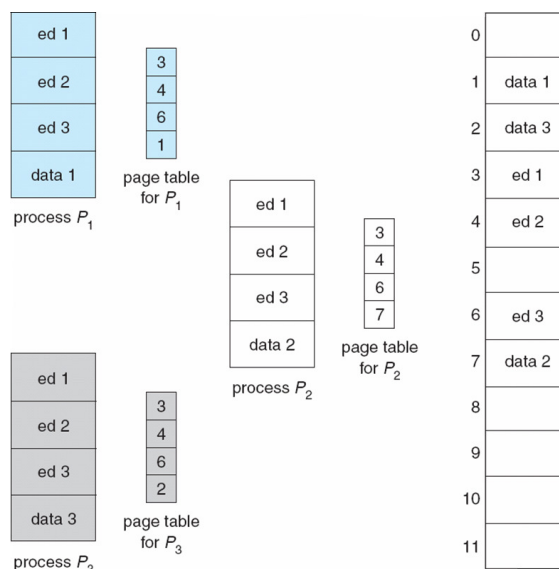 ed 1
ed 2
ed 3
data 1
process P1
3
4
6
1
page table
for P1
ed 1
ed 2
ed 3
data 2
process P2
3
4
6
7
page table
for P2
ed 1
ed 2
ed 3
data 3
process P3
3
4
6
2
page table
for P3
0
1 data 1
2 data 3
3 ed 1
4 ed 2
5
6 ed 3
7 data 2
8
9
10
11